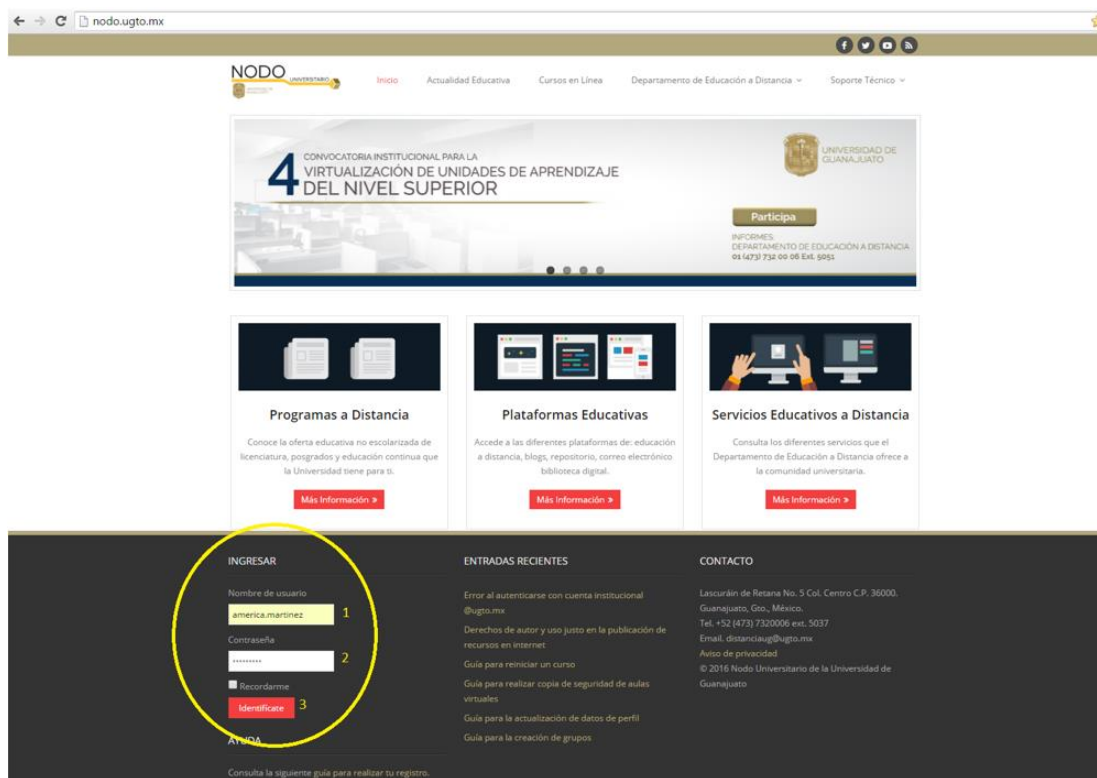 nodo.ugto.mx
NODO UNIVERSITARIO
Inicio
Actualidad Educativa
Cursos en Línea
Departamento de Educación a Distancia
Soporte Técnico
4
CONVOCATORIA INSTITUCIONAL PARA LA
VIRTUALIZACIÓN DE UNIDADES DE APRENDIZAJE
DEL NIVEL SUPERIOR
UNIVERSIDAD DE
GUANAJUATO
Participa
INFORMES:
DEPARTAMENTO DE EDUCACIÓN A DISTANCIA
01 (473) 732 00 06 Ext. 5051
Programas a Distancia
Conoce la oferta educativa no escolarizada de
licenciatura, posgrados y educación continua que
la Universidad tiene para ti.
Más Información »
Plataformas Educativas
Accede a las diferentes plataformas de: educación
a distancia, blogs, repositorio, correo electrónico
biblioteca digital.
Más Información »
Servicios Educativos a Distancia
Consulta los diferentes servicios que el
Departamento de Educación a Distancia ofrece a
la comunidad universitaria.
Más Información »
INGRESAR
Nombre de usuario
america.martinez 1
Contraseña
········· 2
Recordarme
Identifícate 3
AYUDA
Consulta la siguiente guía para realizar tu registro.
ENTRADAS RECIENTES
Error al autenticarse con cuenta institucional
@ugto.mx
Derechos de autor y uso justo en la publicación de
recursos en internet
Guía para reiniciar un curso
Guía para realizar copia de seguridad de aulas
virtuales
Guía para la actualización de datos de perfil
Guía para la creación de grupos
CONTACTO
Lascuráin de Retana No. 5 Col. Centro C.P. 36000.
Guanajuato, Gto., México.
Tel. +52 (473) 7320006 ext. 5037
Email. distanciaug@ugto.mx
Aviso de privacidad
© 2016 Nodo Universitario de la Universidad de
Guanajuato